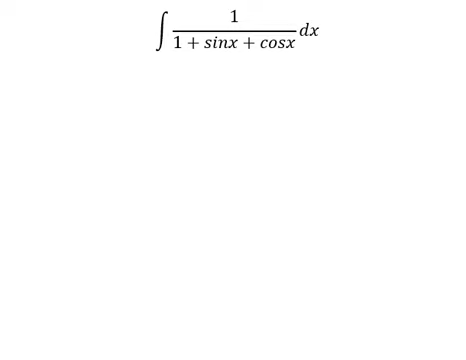 ∫ 1/(1 + sinx + cosx) dx